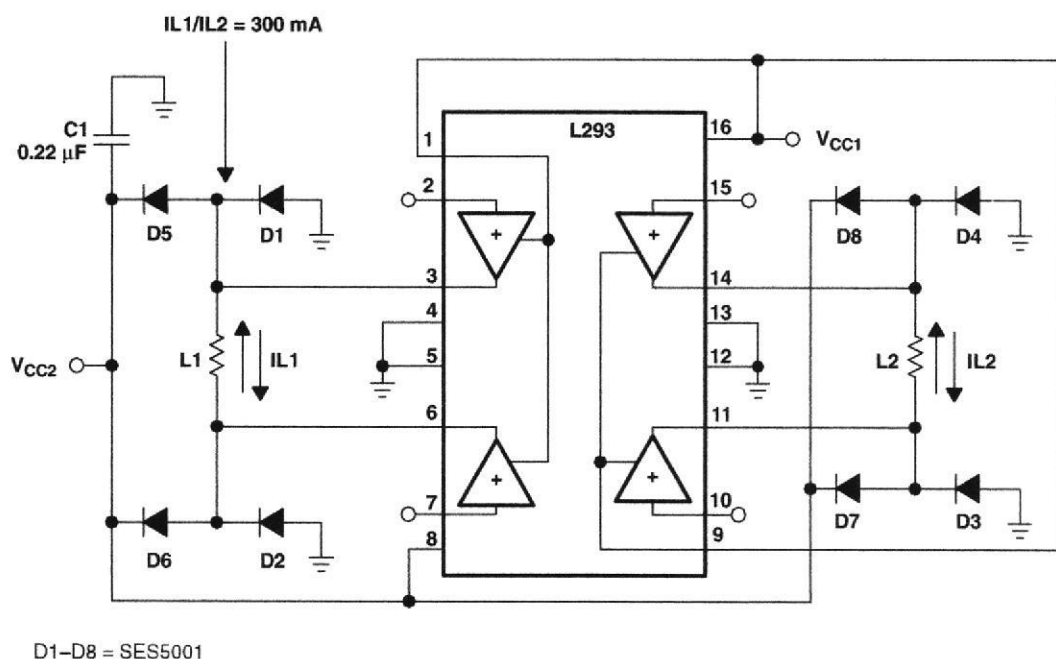 IL1/IL2 = 300 mA
C1
0.22 μF
L293
1
16
VCC1
2
15
D5
D1
D8
D4
3
14
4
13
VCC2
L1
IL1
5
12
L2
IL2
6
11
7
10
8
9
D6
D2
D7
D3
D1–D8 = SES5001